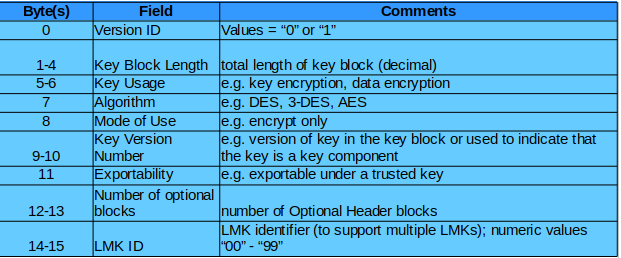 Byte(s) Field Comments
0 Version ID Values = “0” or “1”
1-4 Key Block Length total length of key block (decimal)
5-6 Key Usage e.g. key encryption, data encryption
7 Algorithm e.g. DES, 3-DES, AES
8 Mode of Use e.g. encrypt only
Key Version e.g. version of key in the key block or used to indicate that
9-10 Number the key is a key component
11 Exportability e.g. exportable under a trusted key
Number of optional
12-13 blocks number of Optional Header blocks
LMK identifier (to support multiple LMKs); numeric values
14-15 LMK ID “00” - “99”